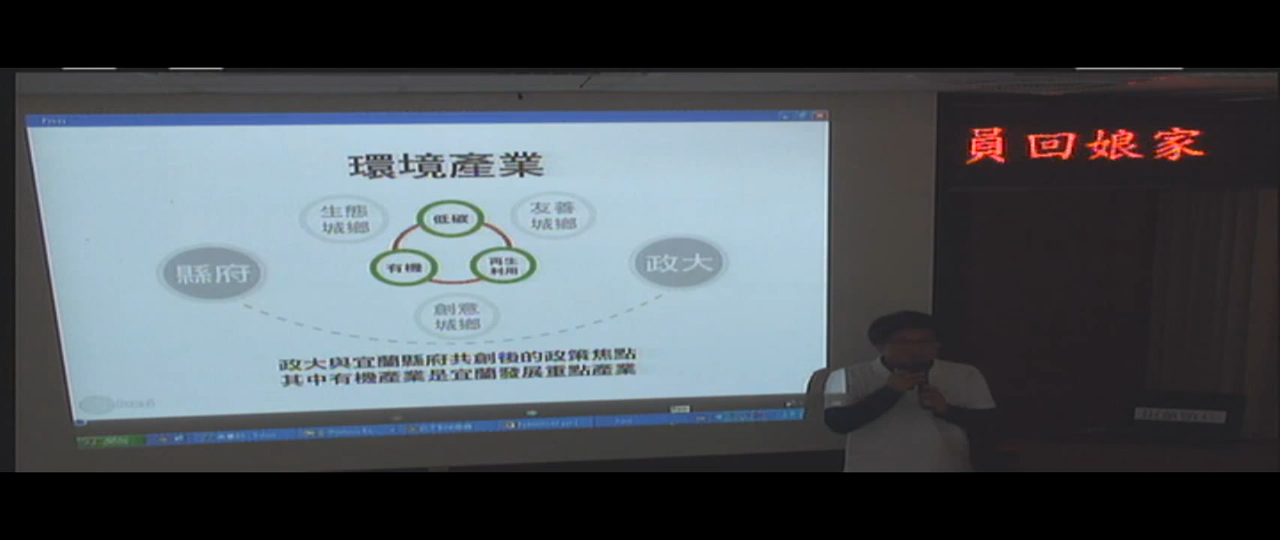 環境產業
生態
城鄉
低碳
友善
城鄉
縣府
有機
再生
利用
政大
創意
城鄉
政大與宜蘭縣府共創後的政策焦點
其中有機產業是宜蘭發展重點產業
員回娘家